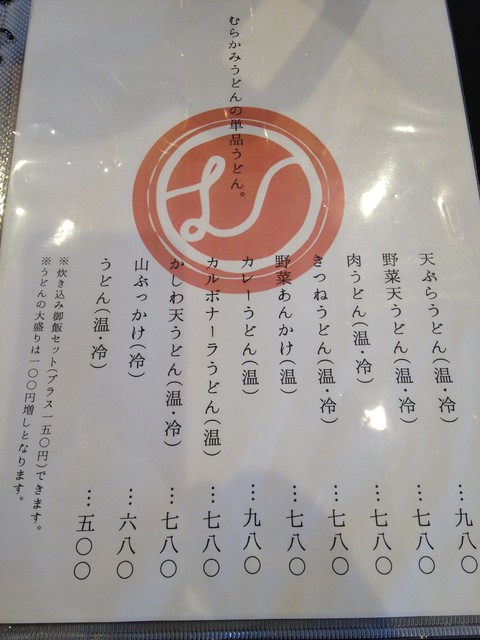 むらかみうどんの単品うどん。
天ぷらうどん(温・冷) …九八〇
野菜天うどん(温・冷) …七八〇
肉うどん(温・冷) …七八〇
きつねうどん(温・冷) …七八〇
野菜あんかけ(温) …七八〇
カレーうどん(温) …九八〇
カルボナーラうどん(温) …七八〇
かしわ天うどん(温・冷) …七八〇
山ぶっかけ(冷) …六八〇
うどん(温・冷) …五〇〇
※炊き込み御飯セット(プラス一五〇円)できます。
※うどんの大盛りは一〇〇円増しとなります。